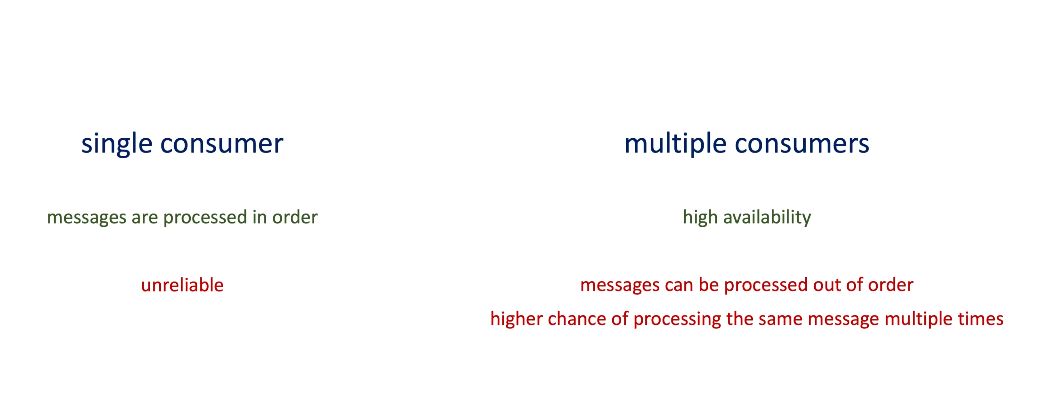 single consumer
messages are processed in order
unreliable
multiple consumers
high availability
messages can be processed out of order
higher chance of processing the same message multiple times